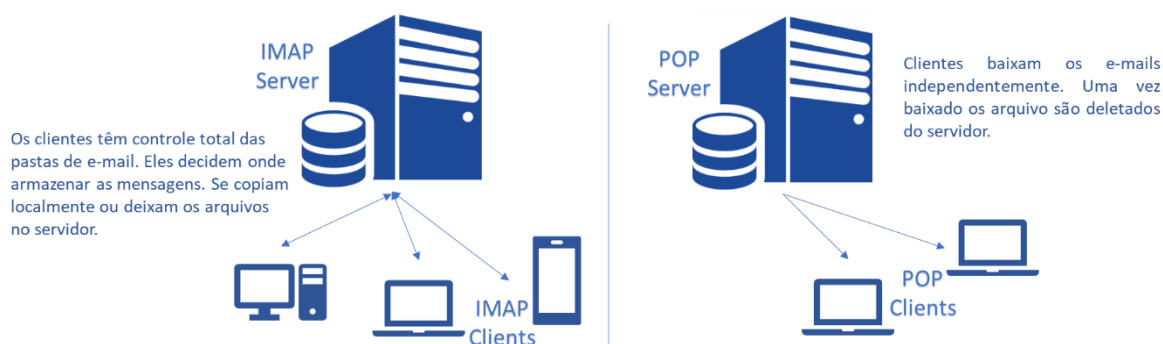 IMAP
Server
Os clientes têm controle total das
pastas de e-mail. Eles decidem onde
armazenar as mensagens. Se copiam
localmente ou deixam os arquivos
no servidor.
IMAP
Clients
POP
Server
Clientes baixam os e-mails
independentemente. Uma vez
baixado os arquivo são deletados
do servidor.
POP
Clients